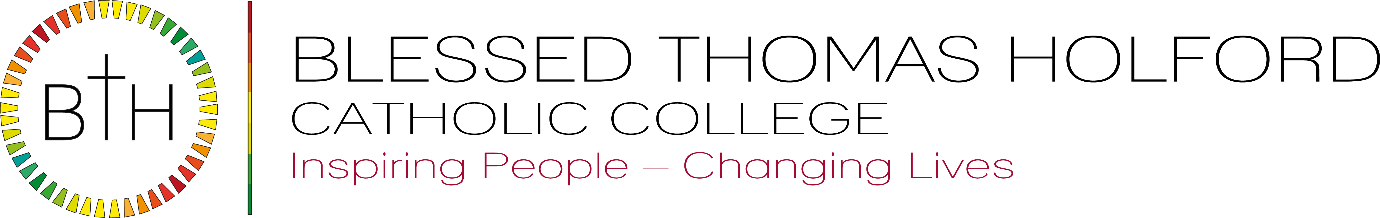 BTH
BLESSED THOMAS HOLFORD
CATHOLIC COLLEGE
Inspiring People – Changing Lives